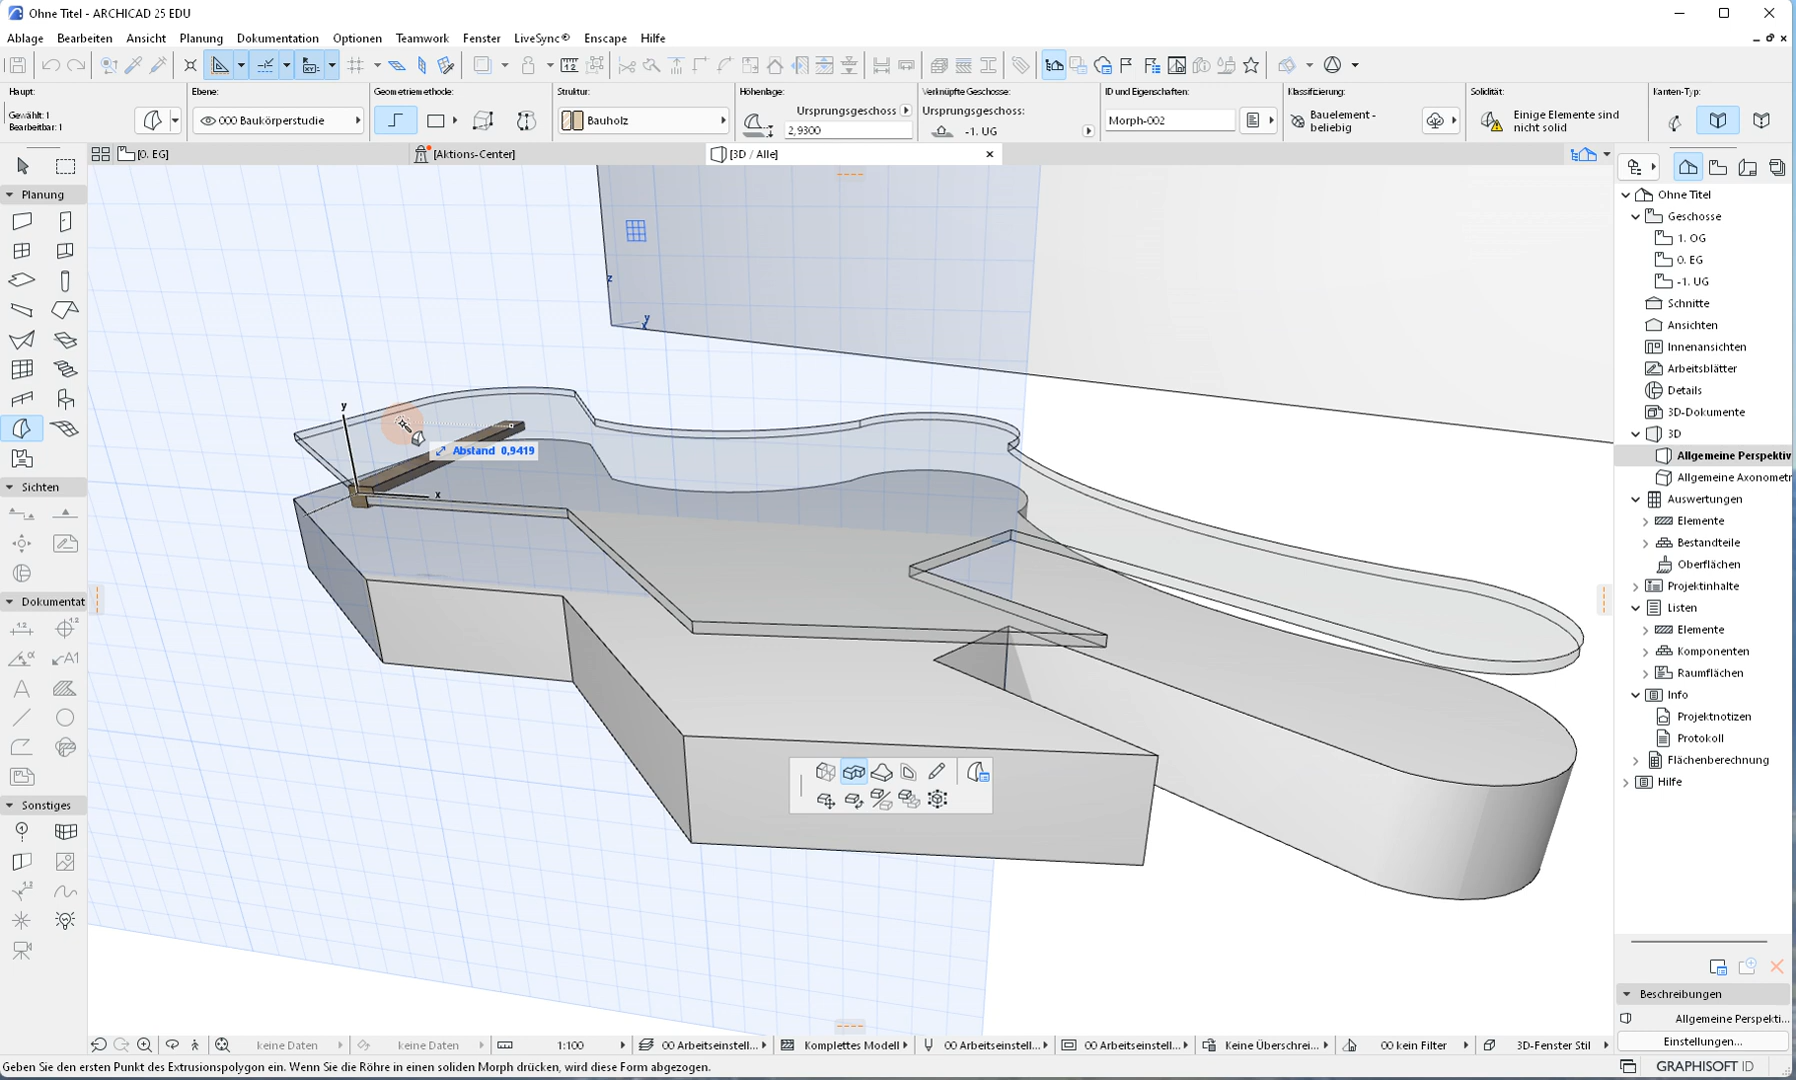 Ohne Titel - ARCHICAD 25 EDU
Ablage Bearbeiten Ansicht Planung Dokumentation Optionen Teamwork Fenster LiveSync® Enscape Hilfe
Haupt:
Gewählt: 1
Bearbeitbar: 1
Ebene:
000 Baukörperstudie
Geometriemethode:
Struktur:
Bauholz
Höhenlage:
Ursprungsgeschoss
2,9300
Verknüpfte Geschosse:
Ursprungsgeschoss:
-1. UG
ID und Eigenschaften:
Morph-002
Klassifizierung:
Bauelement -
beliebig
Solidität:
Einige Elemente sind
nicht solid
Kanten-Typ:
[0. EG]
[Aktions-Center]
[3D / Alle]
Planung
Sichten
Dokumentat
Sonstiges
z
y
x
y
x
Abstand 0,9419
Ohne Titel
Geschosse
1. OG
0. EG
-1. UG
Schnitte
Ansichten
Innenansichten
Arbeitsblätter
Details
3D-Dokumente
3D
Allgemeine Perspektiv
Allgemeine Axonometr
Auswertungen
Elemente
Bestandteile
Oberflächen
Projektinhalte
Listen
Elemente
Komponenten
Raumflächen
Info
Projektnotizen
Protokoll
Flächenberechnung
Hilfe
Beschreibungen
Allgemeine Perspekti...
Einstellungen...
keine Daten
keine Daten
1:100
00 Arbeitseinstell...
Komplettes Modell
00 Arbeitseinstell...
00 Arbeitseinstell...
Keine Überschrei...
00 kein Filter
3D-Fenster Stil
Geben Sie den ersten Punkt des Extrusionspolygon ein. Wenn Sie die Röhre in einen soliden Morph drücken, wird diese Form abgezogen.
GRAPHISOFT ID